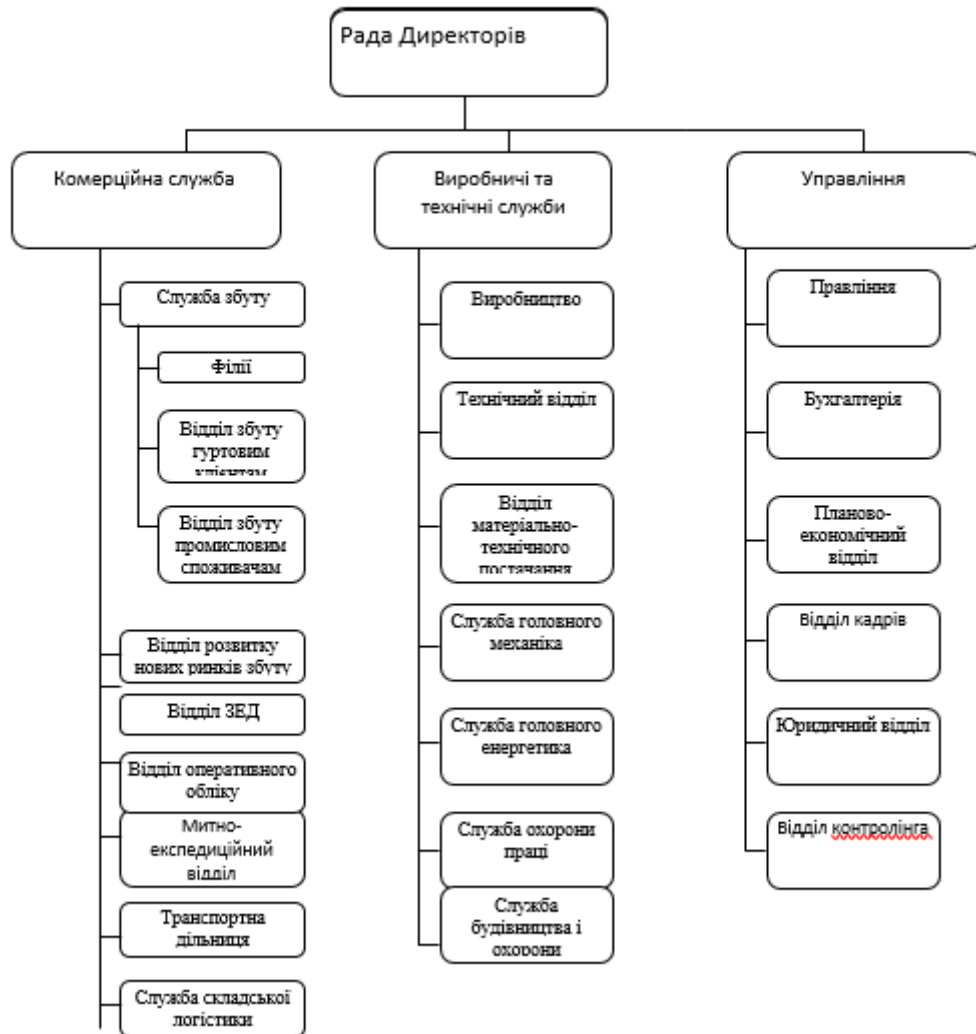 Рада Директорів
Комерційна служба
Служба збуту
Філії
Відділ збуту
гуртовим
клієнтам
Відділ збуту
промисловим
споживачам
Відділ розвитку
нових ринків збуту
Відділ ЗЕД
Відділ оперативного
обліку
Митно-
експедиційний
відділ
Транспортна
дільниця
Служба складської
логістики
Виробничі та
технічні служби
Виробництво
Технічний відділ
Відділ
матеріально-
технічного
постачання
Служба головного
механіка
Служба головного
енергетика
Служба охорони
праці
Служба
будівництва і
охорони
Управління
Правління
Бухгалтерія
Планово-
економічний
відділ
Відділ кадрів
Юридичний відділ
Відділ контролінга